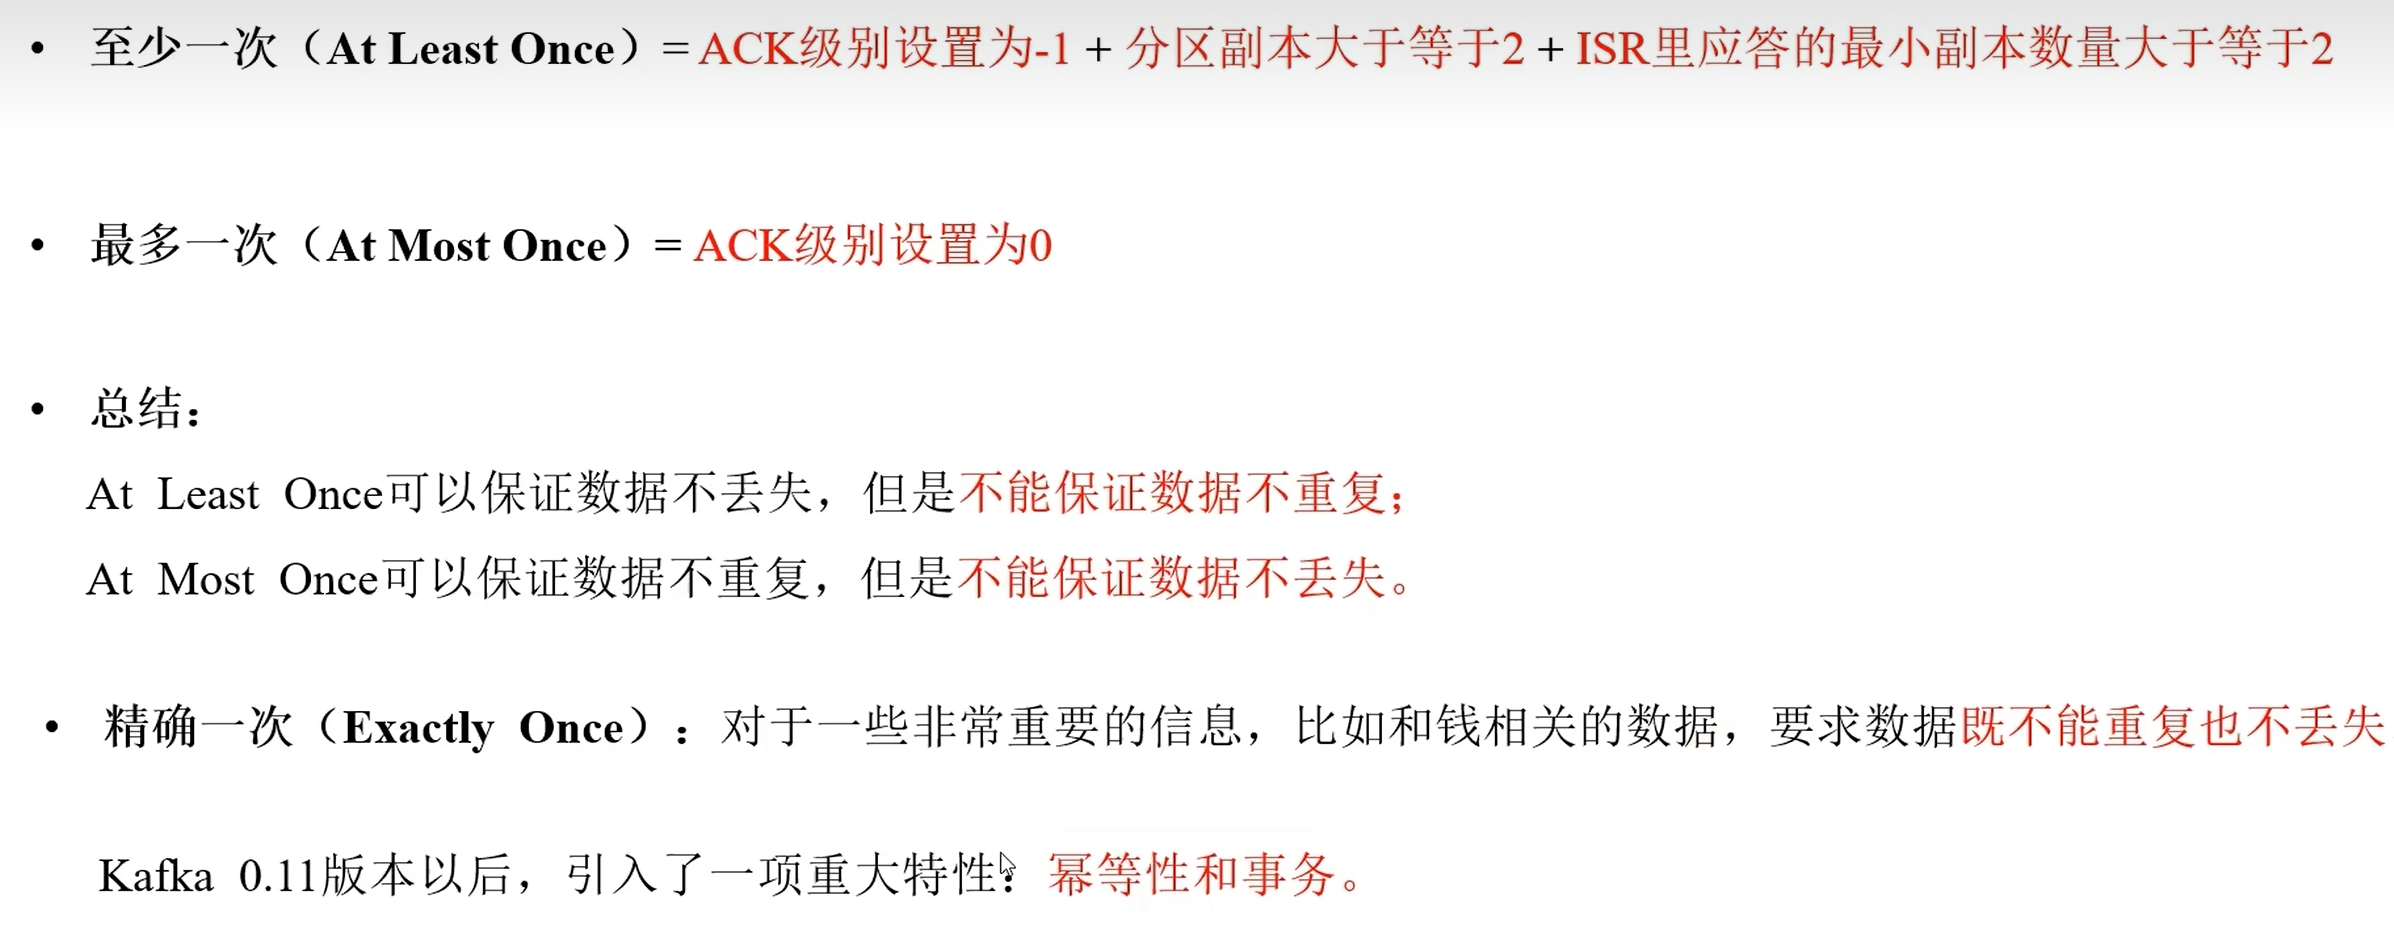 • 至少一次（At Least Once）= ACK级别设置为-1 + 分区副本大于等于2 + ISR里应答的最小副本数量大于等于2
• 最多一次（At Most Once）= ACK级别设置为0
• 总结：
At Least Once可以保证数据不丢失，但是不能保证数据不重复；
At Most Once可以保证数据不重复，但是不能保证数据不丢失。
• 精确一次（Exactly Once）：对于一些非常重要的信息，比如和钱相关的数据，要求数据既不能重复也不丢失
Kafka 0.11版本以后，引入了一项重大特性：幂等性和事务。